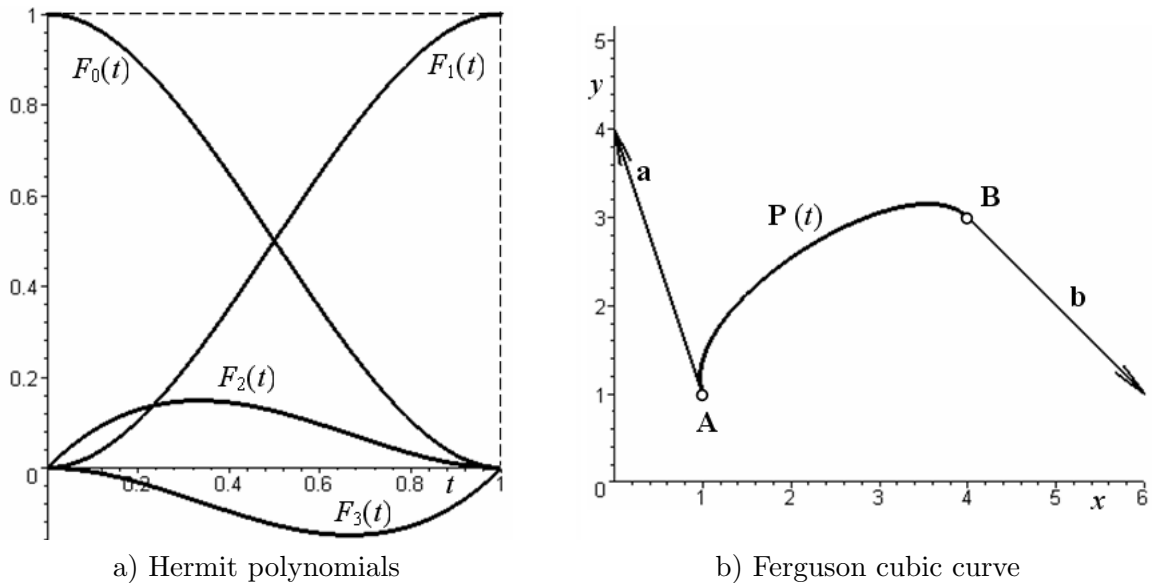 1
F₀(t)
F₁(t)
0.8
0.6
0.4
0.2
F₂(t)
0
0.2
0.4
0.6
0.8
t
1
F₃(t)
a) Hermit polynomials
5
y
4
a
3
B
P (t)
2
b
1
A
0
1
2
3
4
5
x
6
b) Ferguson cubic curve